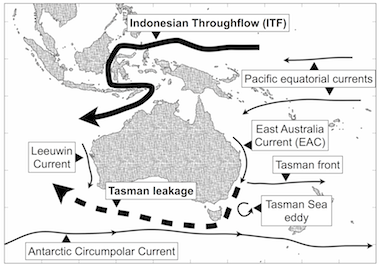 Indonesian Throughflow (ITF)
Pacific equatorial currents
East Australia
Current (EAC)
Leeuwin
Current
Tasman front
Tasman leakage
Tasman Sea
eddy
Antarctic Circumpolar Current